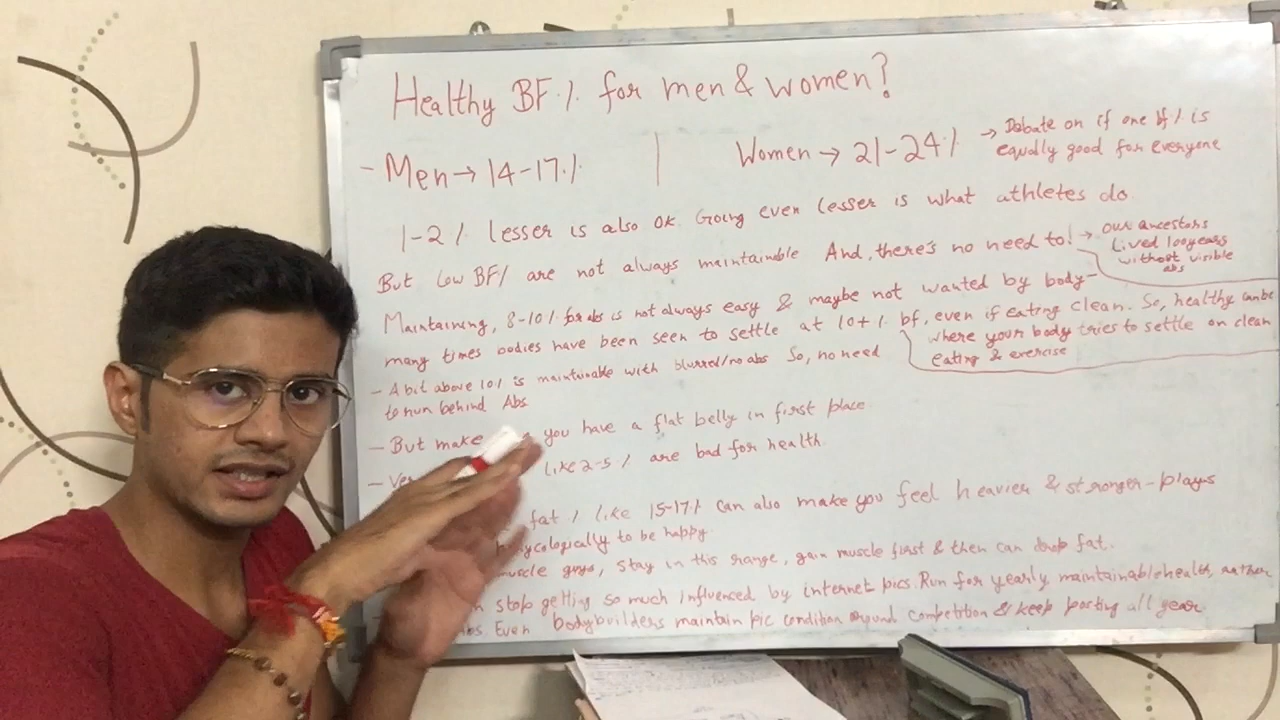 Healthy BF% for men & women?
- Men → 14-17% | Women → 21-24% → Debate on if one bf% is
equally good for everyone
1-2% lesser is also OK. Going even lesser is what athletes do
But low BF% are not always maintainable And, there's no need to! → our ancestors
lived 100years
without visible
abs
Maintaining, 8-10% for abs is not always easy & maybe not wanted by body-
many times bodies have been seen to settle at 10+% bf, even if eating clean. So, healthy can be
where your body tries to settle on clean
eating & exercise
- A bit above 10% is maintainable with blurred/no abs So, no need
to run behind Abs
- But make you have a flat belly in first place
- Ver like 2-5% are bad for health
fat % like 15-17% can also make you feel heavier & stronger - plays
hycologically to be happy.
muscle guys, stay in this range, gain muscle first & then can drop fat.
stop getting so much influenced by internet pics. Run for yearly maintainable health, rather
Even bodybuilders maintain pic condition around competition & keep posting all year